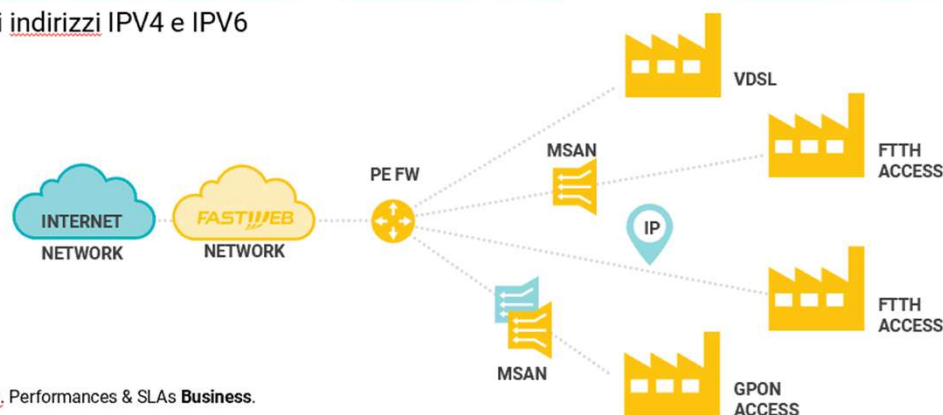 i indirizzi IPV4 e IPV6
VDSL
MSAN
FTTH
ACCESS
PE FW
INTERNET
NETWORK
FASTWEB
NETWORK
IP
FTTH
ACCESS
MSAN
GPON
ACCESS
. Performances & SLAs Business.